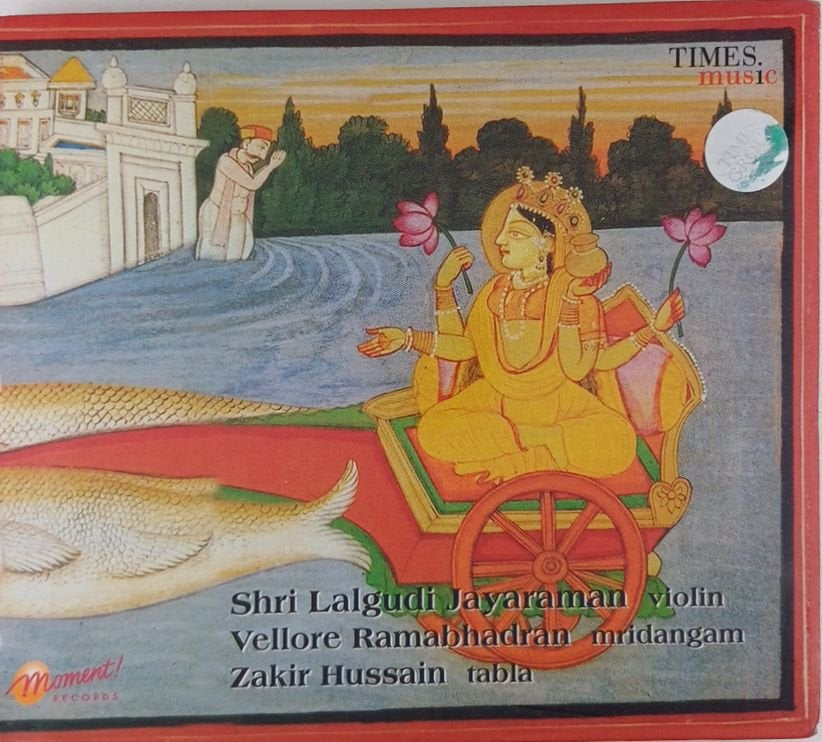 TIMES.
music
Shri Lalgudi Jayaraman violin
Vellore Ramabhadran mridangam
Zakir Hussain tabla
moment!
RECORDS